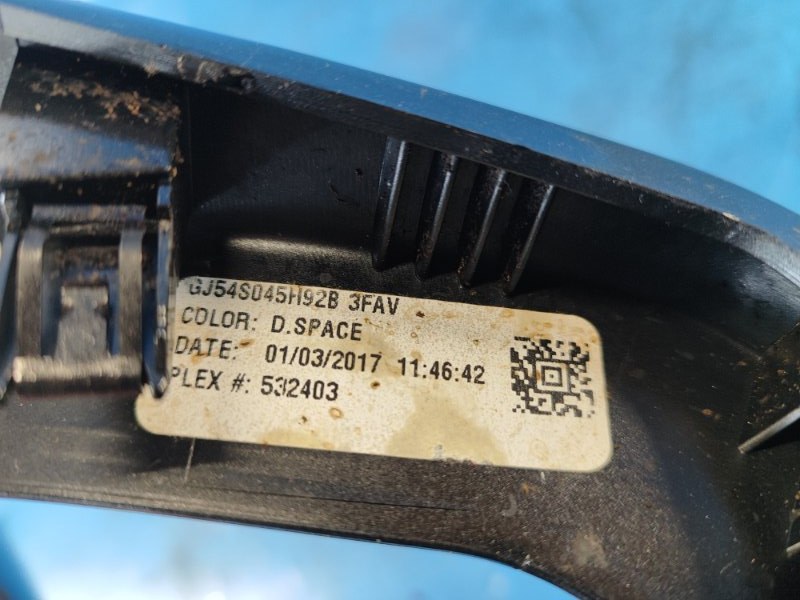 GJ54S045H92B 3FAV
COLOR: D.SPACE
DATE: 01/03/2017 11:46:42
PLEX #: 532403